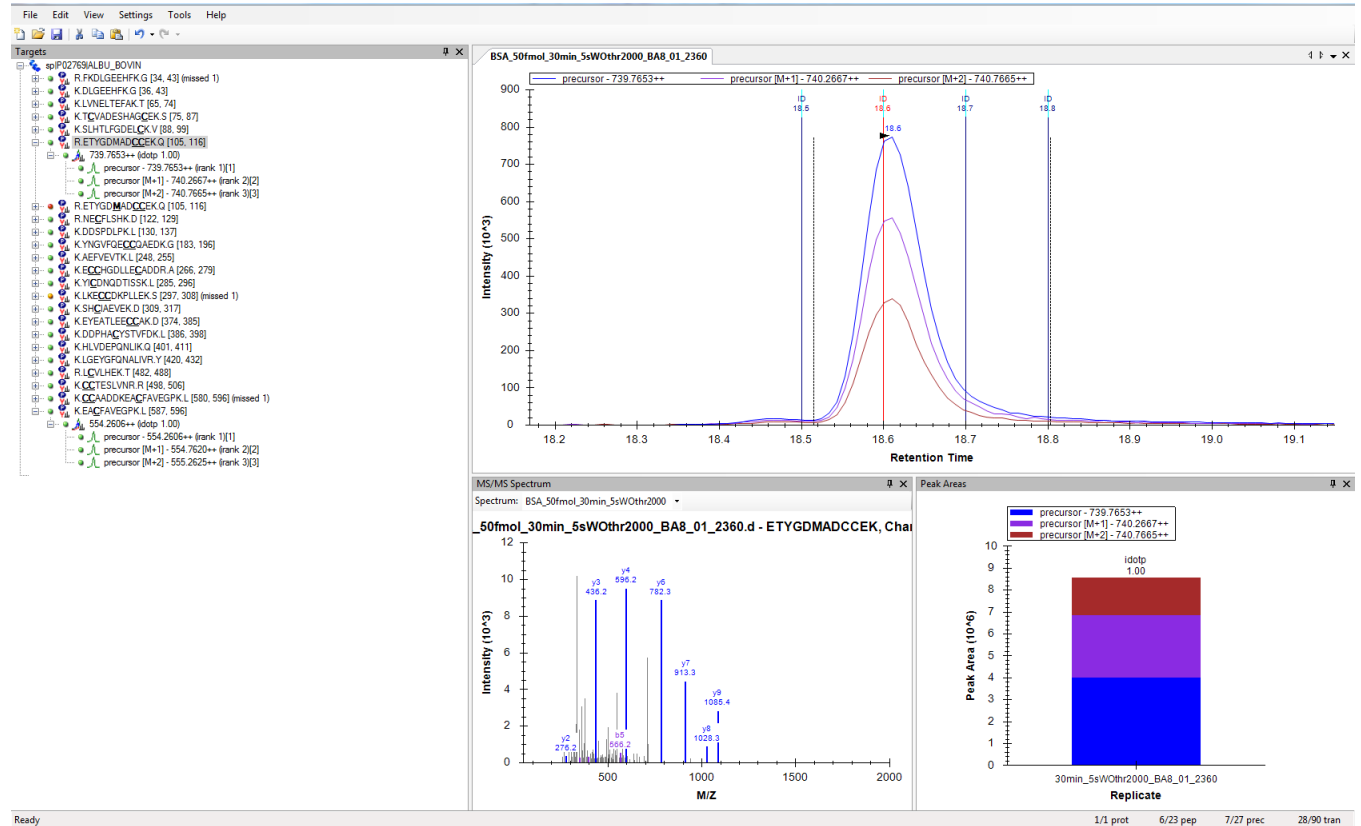 File Edit View Settings Tools Help
Targets
sp|P02769|ALBU_BOVIN
R.FKDLGEEHFK.G [34, 43] (missed 1)
K.DLGEEHFK.G [36, 43]
K.LVNELTEFAK.T [65, 74]
K.TCVADESHAGCEK.S [75, 87]
K.SLHTLFGDELCK.V [88, 99]
R.ETYGDMADCCEK.Q [105, 116]
739.7653++ (idotp 1.00)
precursor - 739.7653++ (irank 1)[1]
precursor [M+1] - 740.2667++ (irank 2)[2]
precursor [M+2] - 740.7665++ (irank 3)[3]
R.ETYGDMADCCEK.Q [105, 116]
R.NECFLSHK.D [122, 129]
K.DDSPDLPK.L [130, 137]
K.YNGVFQECCQAEDK.G [183, 196]
K.AEFVEVTK.L [248, 255]
K.ECCHGDLLECADDR.A [266, 279]
K.YICDNQDTISSK.L [285, 296]
K.LKECCDKPLLEK.S [297, 308] (missed 1)
K.SHCIAEVEK.D [309, 317]
K.EYEATLEECCAK.D [374, 385]
K.DDPHACYSTVFDK.L [386, 398]
K.HLVDEPQNLIK.Q [401, 411]
K.LGEYGFQNALIVR.Y [420, 432]
R.LCVLHEK.T [482, 488]
K.CCTESLVNR.R [498, 506]
K.CCAADDKEACFAVEGPK.L [580, 596] (missed 1)
K.EACFAVEGPK.L [587, 596]
554.2606++ (idotp 1.00)
precursor - 554.2606++ (irank 1)[1]
precursor [M+1] - 554.7620++ (irank 2)[2]
precursor [M+2] - 555.2625++ (irank 3)[3]
BSA_50fmol_30min_5sWOthr2000_BA8_01_2360
precursor - 739.7653++ precursor [M+1] - 740.2667++ precursor [M+2] - 740.7665++
ID ID ID ID
18.5 18.6 18.7 18.8
18.6
Intensity (10^3)
900
800
700
600
500
400
300
200
100
0
18.2 18.3 18.4 18.5 18.6 18.7 18.8 18.9 19.0 19.1
Retention Time
MS/MS Spectrum
Spectrum: BSA_50fmol_30min_5sWOthr2000
_50fmol_30min_5sWOthr2000_BA8_01_2360.d - ETYGDMADCCEK, Char
Intensity (10^3)
12
10
8
6
4
2
0
y2
276.2
y3
436.2
b5
566.2
y4
596.2
y6
782.3
y7
913.3
y8
1028.3
y9
1085.4
500 1000 1500 2000
M/Z
Peak Areas
precursor - 739.7653++
precursor [M+1] - 740.2667++
precursor [M+2] - 740.7665++
idotp
1.00
Peak Area (10^6)
10
9
8
7
6
5
4
3
2
1
0
30min_5sWOthr2000_BA8_01_2360
Replicate
Ready 1/1 prot 6/23 pep 7/27 prec 28/90 tran